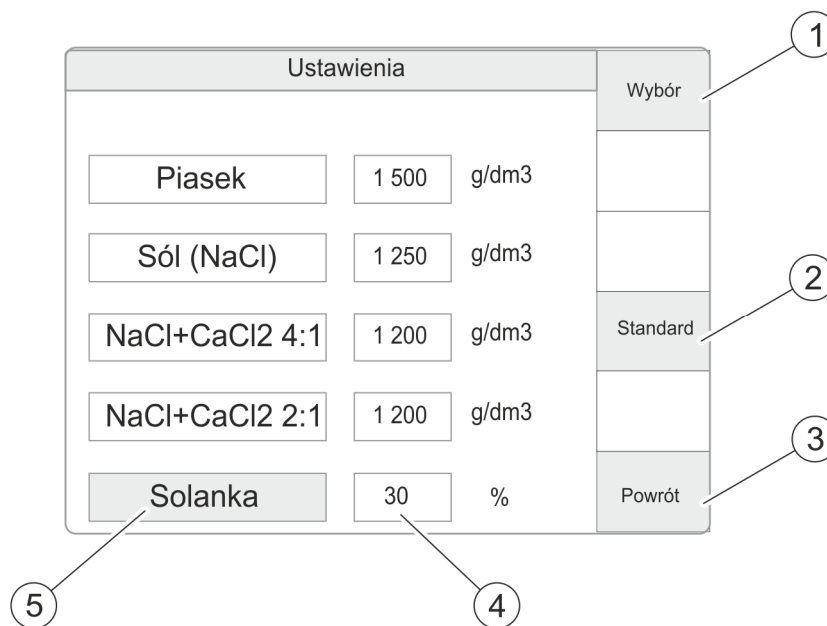 1
Ustawienia
Wybór
Piasek 1 500 g/dm3
Sól (NaCl) 1 250 g/dm3
2
NaCl+CaCl2 4:1 1 200 g/dm3
Standard
NaCl+CaCl2 2:1 1 200 g/dm3
3
Solanka 30 %
Powrót
5
4